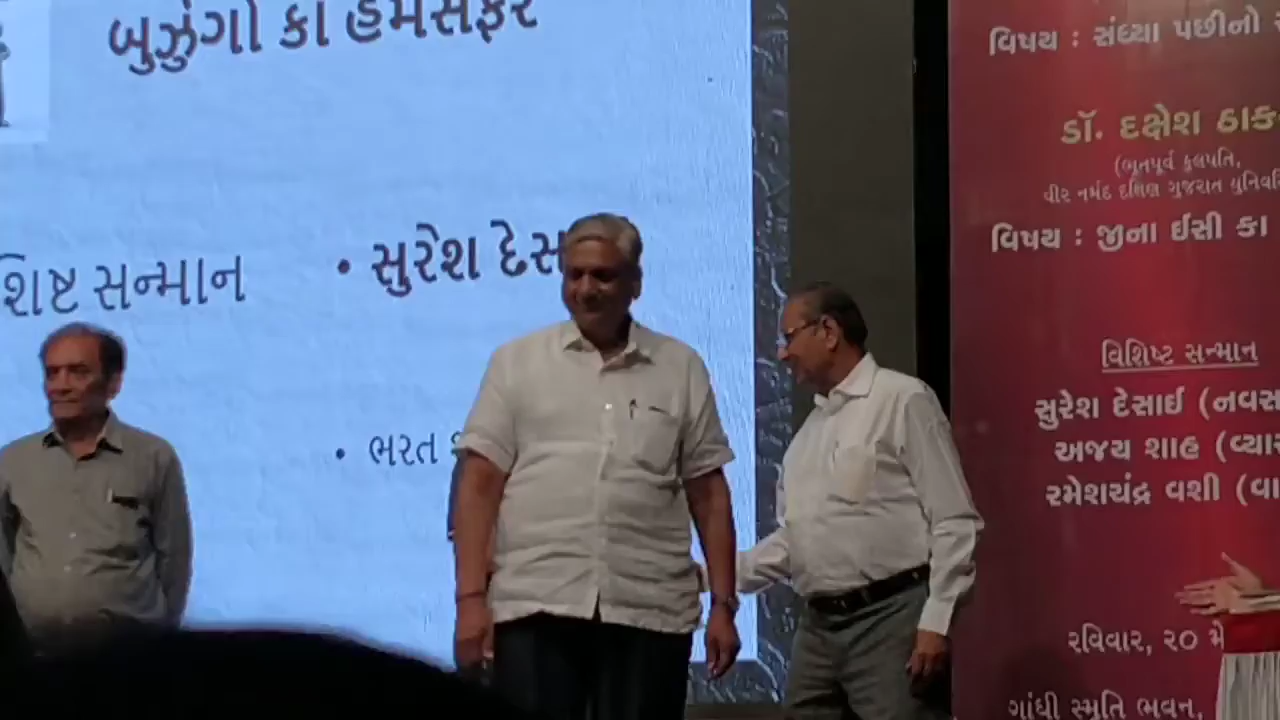 બુઝુંગો કા હમસફર
શિષ્ટ સન્માન
• સુરેશ દેસા
• ભરત
વિષય : સંધ્યા પછીનો
ડૉ. દક્ષેશ ઠાક
(ભૂતપૂર્વ કુલપતિ,
વીર નર્મદ દક્ષિણ ગુજરાત યુનિવર્સિ
વિષય : જીના ઈસી કા
વિશિષ્ટ સન્માન
સુરેશ દેસાઈ (નવસ
અજય શાહ (વ્યા
રમેશચંદ્ર વશી (વા
રવિવાર, ૨૦ મે
ગાંધી સ્મૃતિ ભવન,